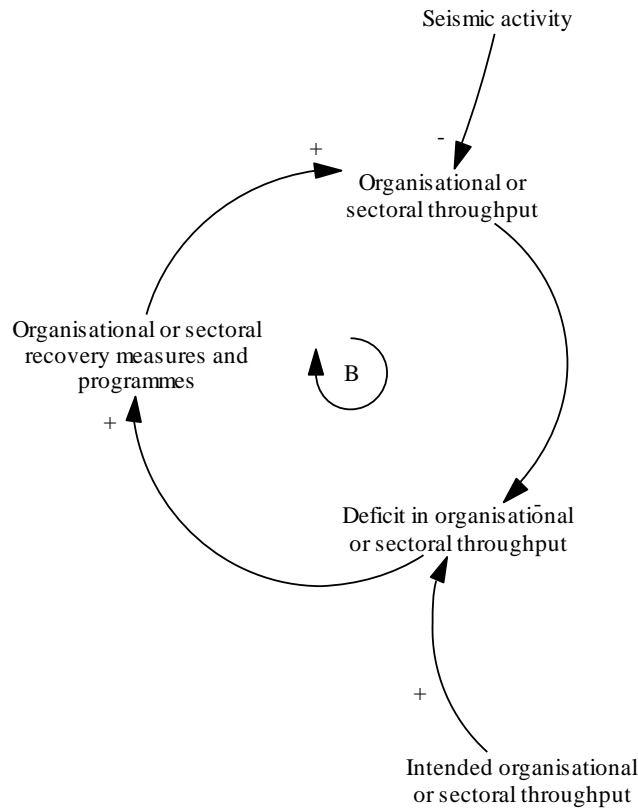 Seismic activity
-
+
Organisational or
sectoral throughput
Organisational or sectoral
recovery measures and
programmes
B
+
-
Deficit in organisational
or sectoral throughput
+
Intended organisational
or sectoral throughput